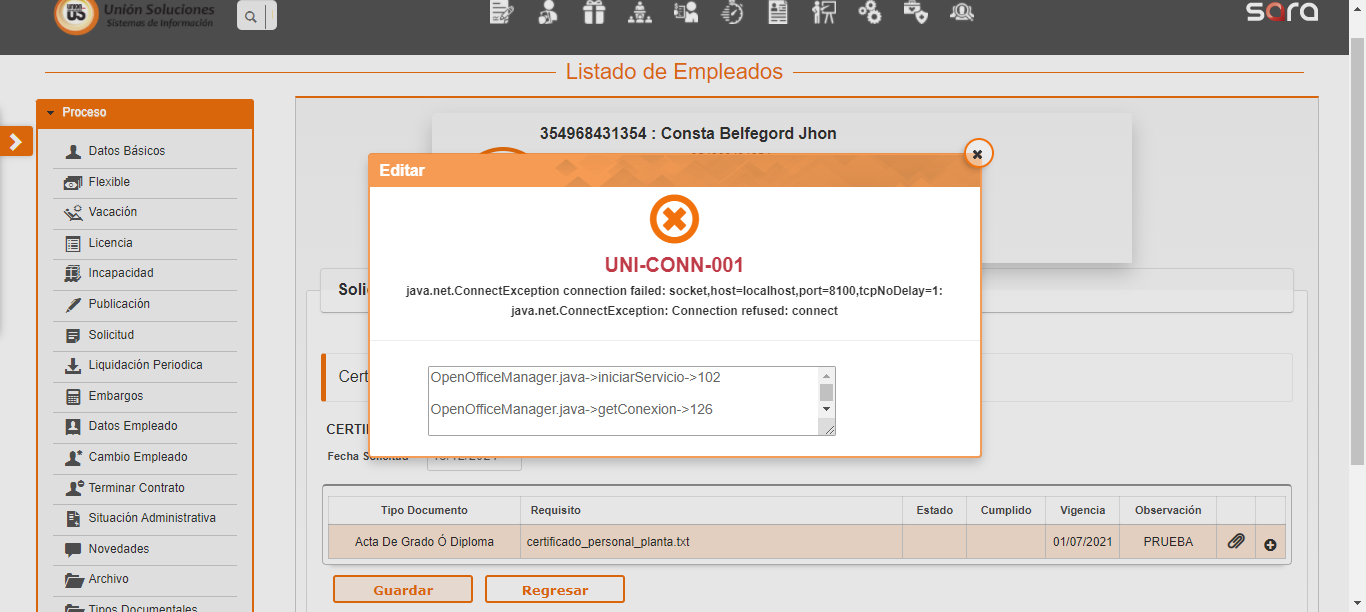 Unión Soluciones
Sistemas de Información
sara
Listado de Empleados
Proceso
Datos Básicos
Flexible
Vacación
Licencia
Incapacidad
Publicación
Solicitud
Liquidación Periodica
Embargos
Datos Empleado
Cambio Empleado
Terminar Contrato
Situación Administrativa
Novedades
Archivo
Tipos Documentales
354968431354 : Consta Belfegord Jhon
Editar
UNI-CONN-001
java.net.ConnectException connection failed: socket,host=localhost,port=8100,tcpNoDelay=1:
java.net.ConnectException: Connection refused: connect
OpenOfficeManager.java->iniciarServicio->102
OpenOfficeManager.java->getConexion->126
Soli
Cert
CERTI
Fecha Solicitud
Tipo Documento Requisito Estado Cumplido Vigencia Observación
Acta De Grado Ó Diploma certificado_personal_planta.txt 01/07/2021 PRUEBA
Guardar Regresar